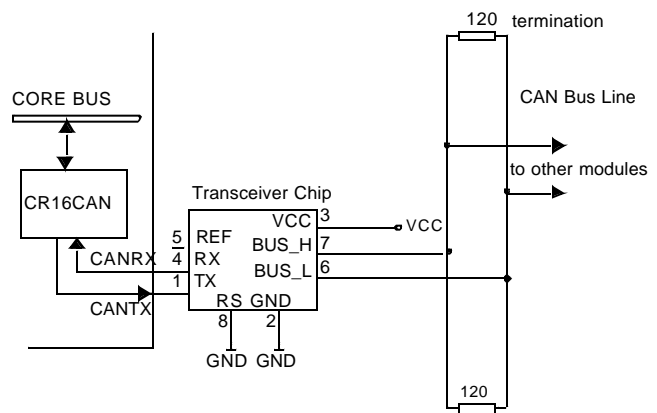 120 termination
CORE BUS
CAN Bus Line
to other modules
CR16CAN
Transceiver Chip
VCC 3
VCC
5 REF
BUS_H 7
CANRX 4 RX
BUS_L 6
1 TX
CANTX
RS GND
8 2
GND GND
120